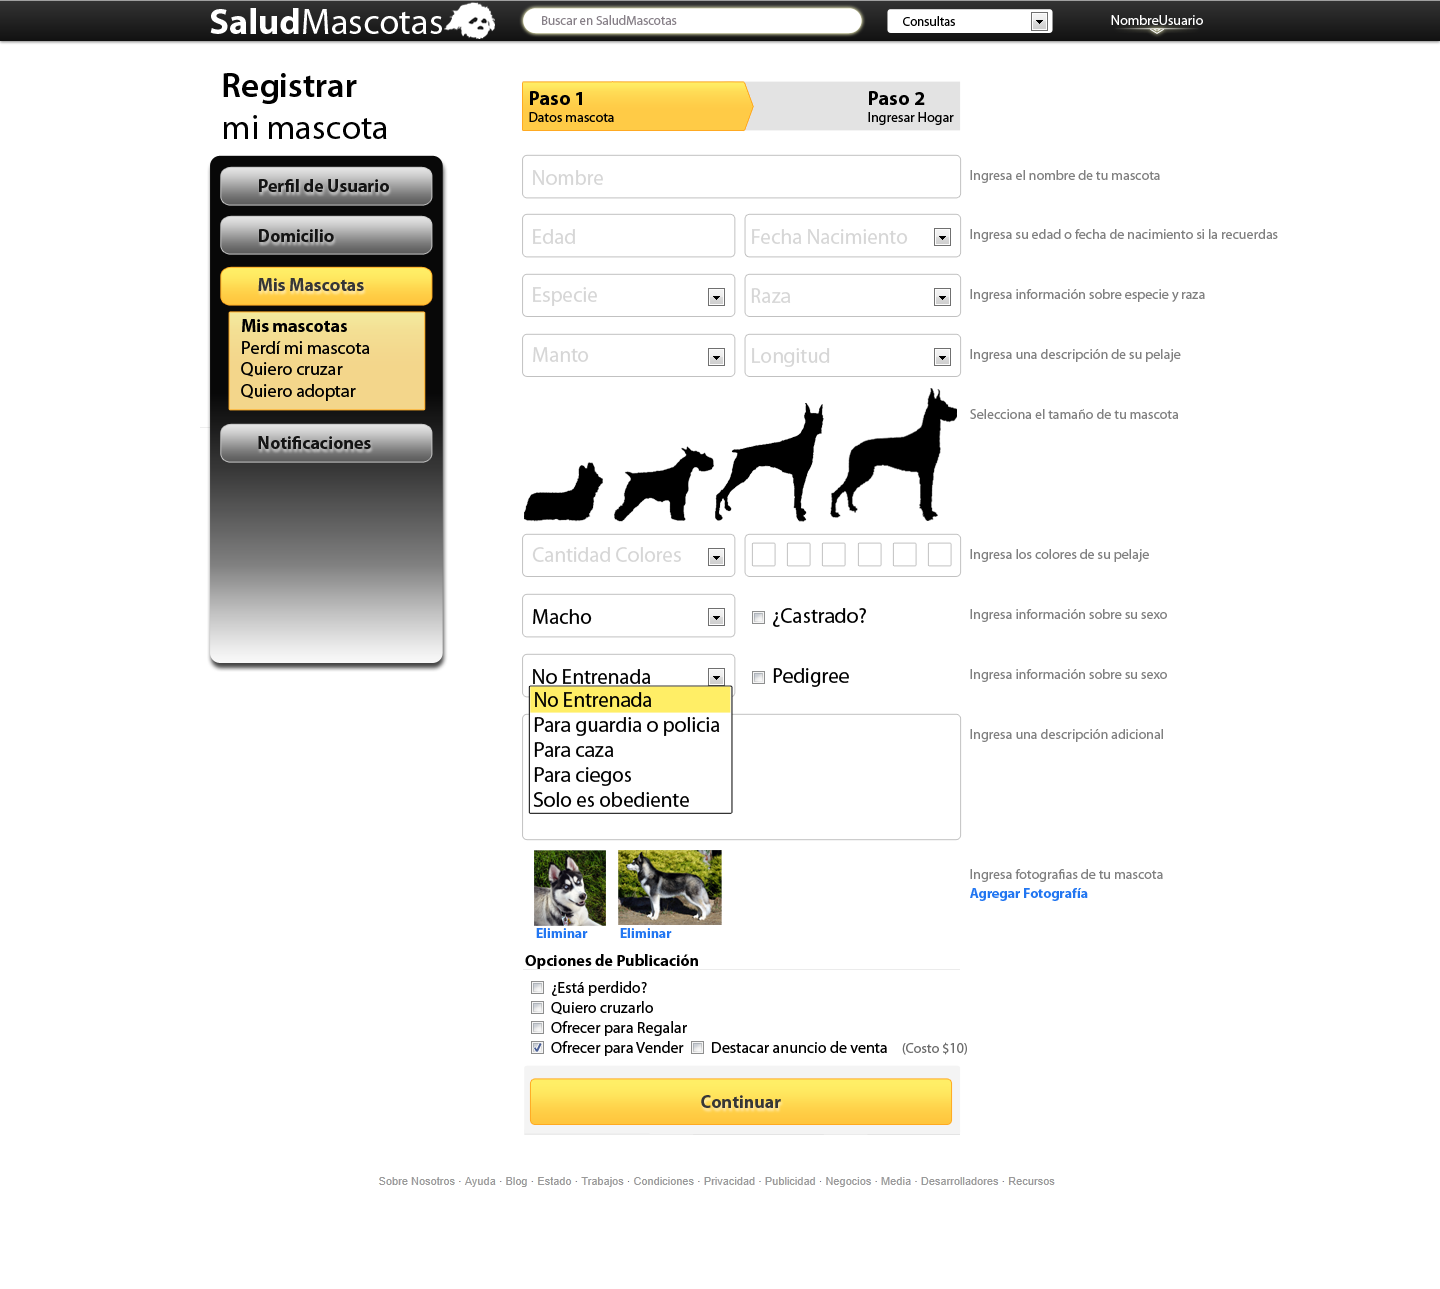 SaludMascotas
Buscar en SaludMascotas
Consultas
NombreUsuario
Registrar
mi mascota
Perfil de Usuario
Domicilio
Mis Mascotas
Mis mascotas
Perdí mi mascota
Quiero cruzar
Quiero adoptar
Notificaciones
Paso 1
Datos mascota
Paso 2
Ingresar Hogar
Nombre
Ingresa el nombre de tu mascota
Edad
Fecha Nacimiento
Ingresa su edad o fecha de nacimiento si la recuerdas
Especie
Raza
Ingresa información sobre especie y raza
Manto
Longitud
Ingresa una descripción de su pelaje
Selecciona el tamaño de tu mascota
Cantidad Colores
Ingresa los colores de su pelaje
Macho
¿Castrado?
Ingresa información sobre su sexo
No Entrenada
Pedigree
Ingresa información sobre su sexo
No Entrenada
Para guardia o policia
Para caza
Para ciegos
Solo es obediente
Ingresa una descripción adicional
Ingresa fotografias de tu mascota
Agregar Fotografía
Eliminar
Eliminar
Opciones de Publicación
¿Está perdido?
Quiero cruzarlo
Ofrecer para Regalar
Ofrecer para Vender
Destacar anuncio de venta
(Costo $10)
Continuar
Sobre Nosotros · Ayuda · Blog · Estado · Trabajos · Condiciones · Privacidad · Publicidad · Negocios · Media · Desarrolladores · Recursos